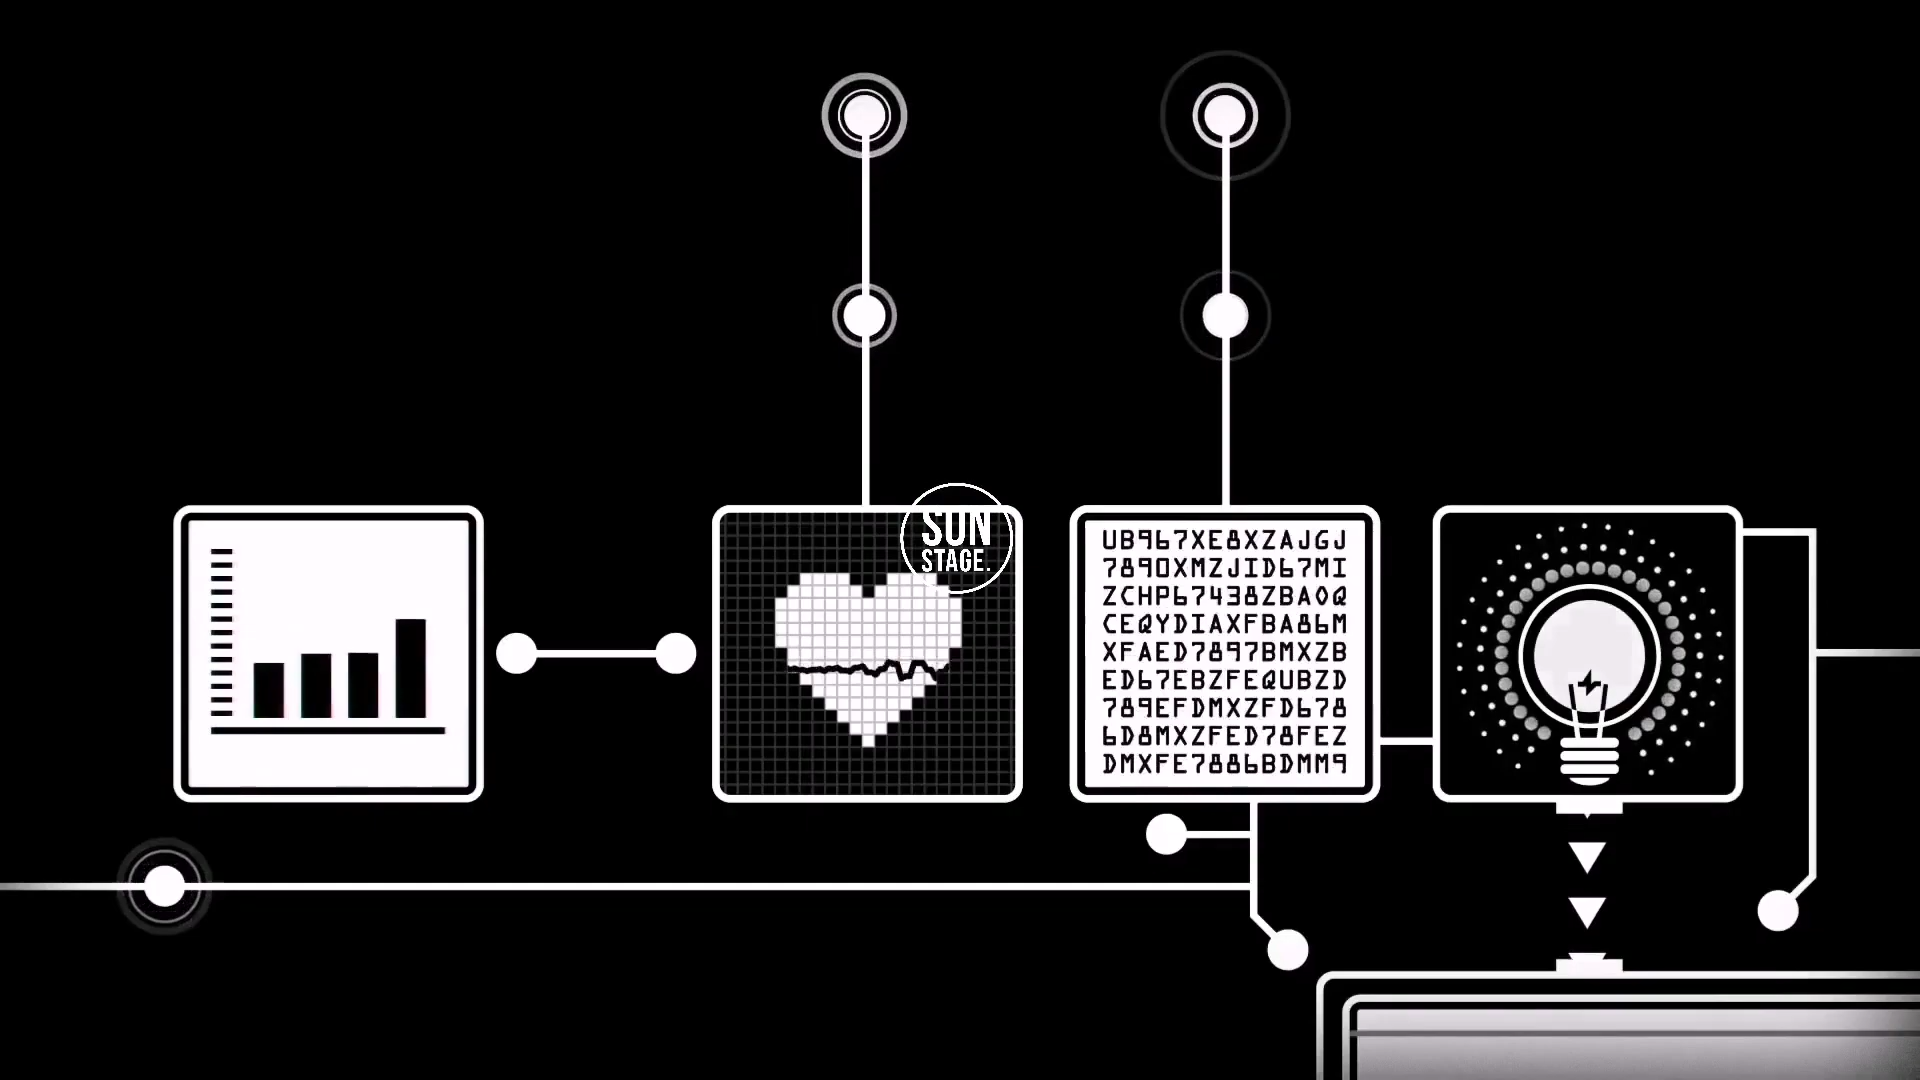 SUN
STAGE.
UB967XE8XZAJGJ
7890XMZJID67MI
ZCHP67438ZBA0Q
CEQYDIAXFBA86M
XFAED7897BMXZB
ED67EBZFEQUBZD
789EFDMXZFD678
6D8MXZFED78FEZ
DMXFE7886BDMM9